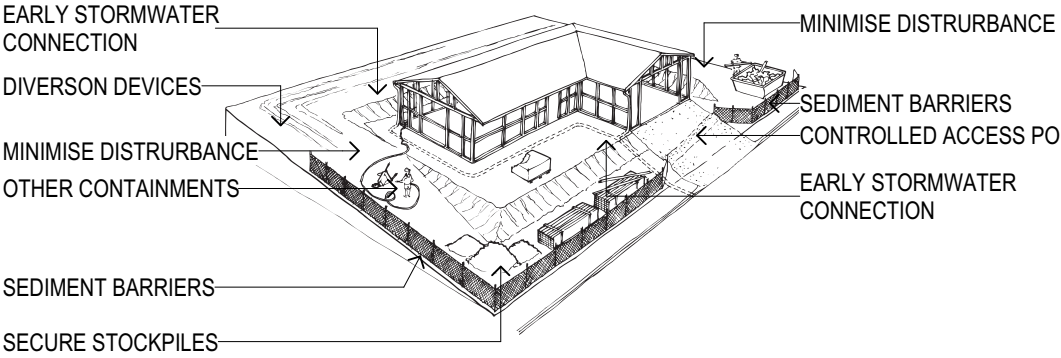 EARLY STORMWATER
CONNECTION
DIVERSON DEVICES
MINIMISE DISTRURBANCE
OTHER CONTAINMENTS
SEDIMENT BARRIERS
SECURE STOCKPILES
MINIMISE DISTRURBANCE
SEDIMENT BARRIERS
CONTROLLED ACCESS PO
EARLY STORMWATER
CONNECTION